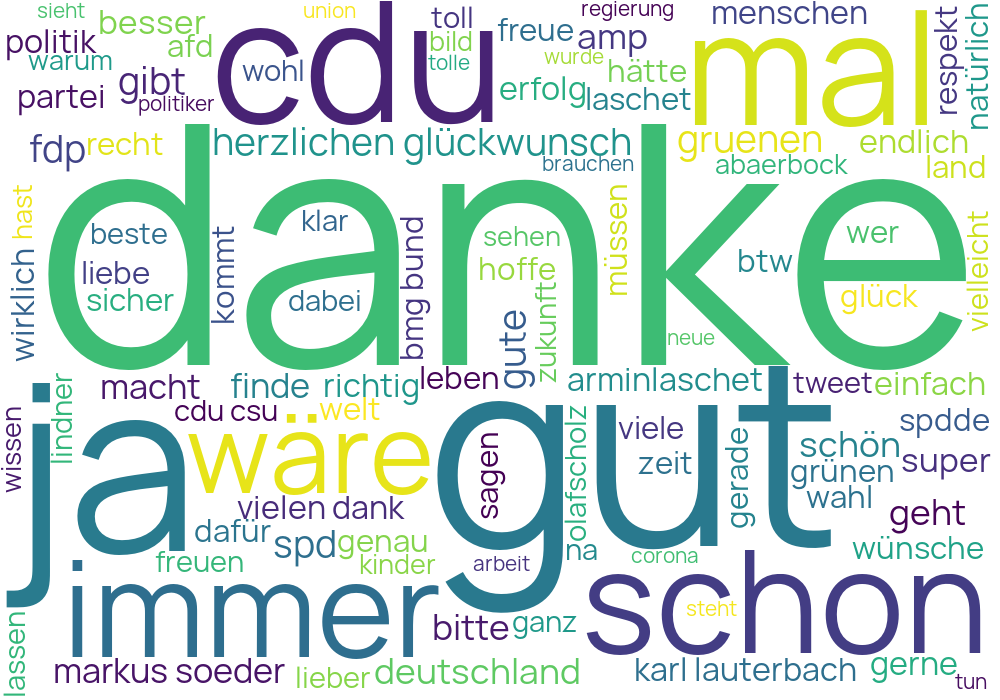 sieht
besser
union
toll
freue
regierung
menschen
respekt
natürlich
politik
warum
afd
cdu
bild
tolle
amp
wurde
mal
partei
gibt
politiker
wohl
hätte
erfolg
laschet
fdp
recht
herzlichen glückwunsch
gruenen
endlich
brauchen
abaerbock
land
danke
hast
wirklich
beste
liebe
sicher
kommt
klar
dabei
bmg bund
sehen
hoffe
zukunfts
müssen
btw
wer
glück
vielleicht
gute
neue
lindner
macht
finde
richtig
leben
arminlaschet
tweet
einfach
wissen
cdu csu
welt
ja
wäre
gut
sagen
olafscholz
viele
zeit
gerade
schön
spdde
grünen
super
wahl
vielen dank
geht
dafür
spd
genau
na
wünsche
freuen
kinder
arbeit
corona
immer
schon
steht
lassen
bitte
ganz
markus soeder
lieber
deutschland
karl lauterbach
gerne
tun